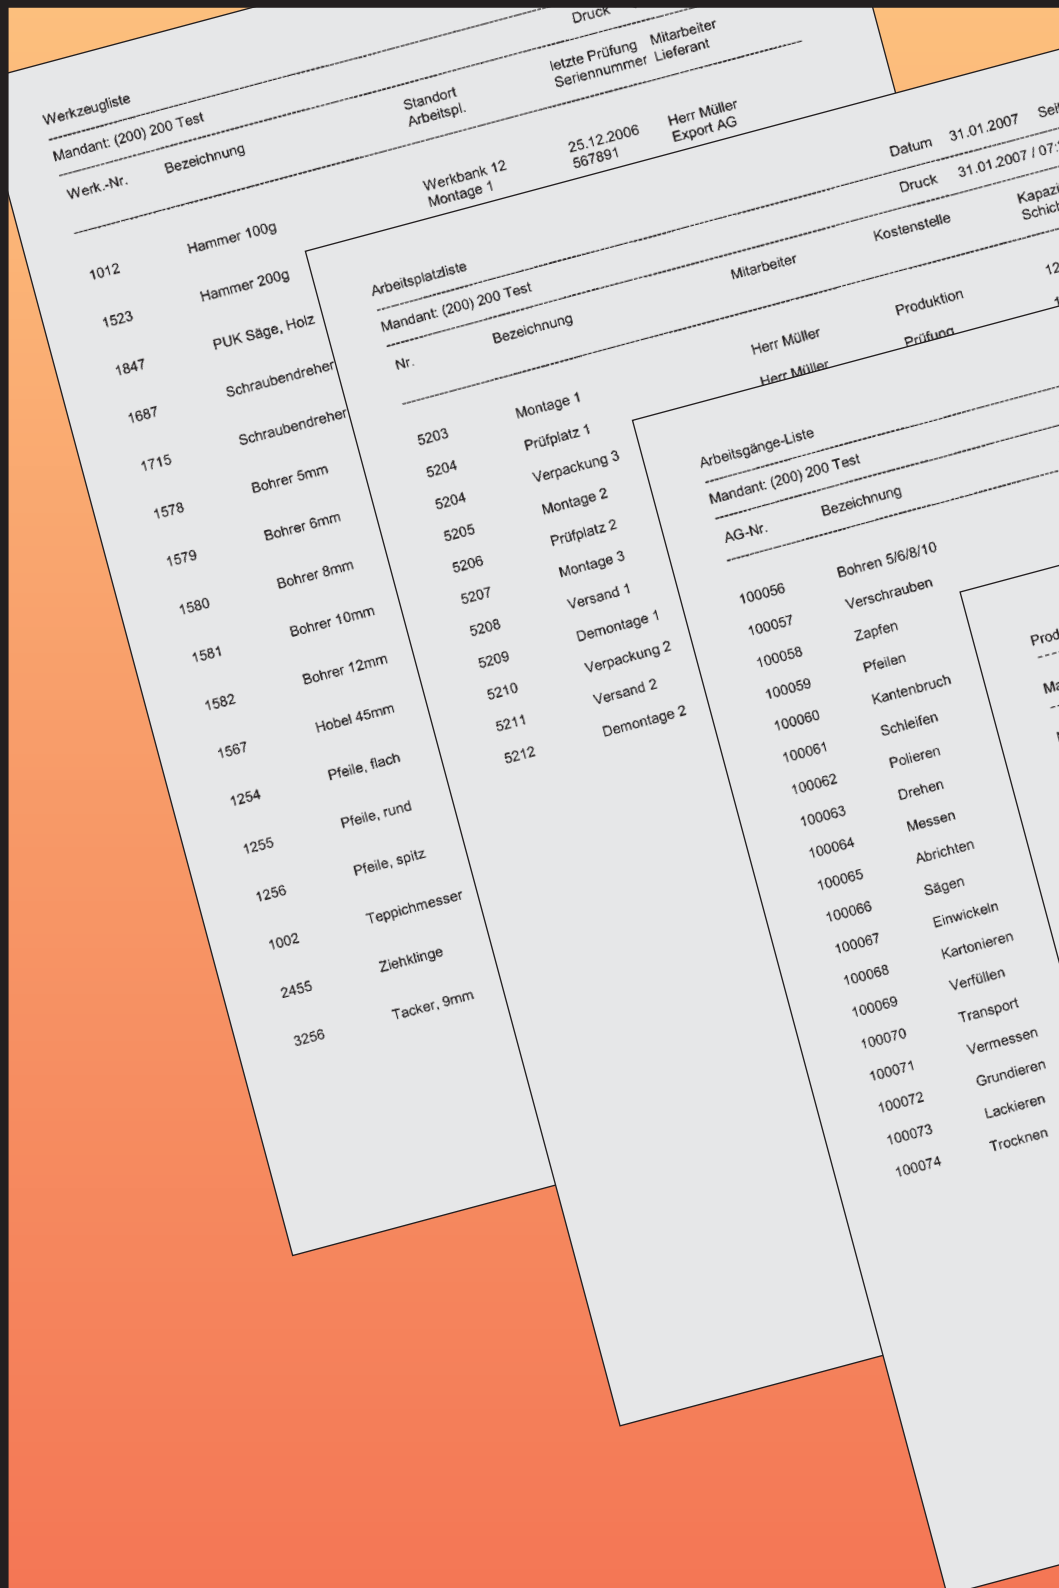 Druck
Werkzeugliste
Mandant: (200) 200 Test
Werk.-Nr. Bezeichnung Standort letzte Prüfung Mitarbeiter
Arbeitspl. Seriennummer Lieferant
1012 Hammer 100g Werkbank 12 25.12.2006 Herr Müller
Montage 1 567891 Export AG
1523 Hammer 200g
1847 PUK Säge, Holz
1687 Schraubendreher
1715 Schraubendreher
1578 Bohrer 5mm
1579 Bohrer 6mm
1580 Bohrer 8mm
1581 Bohrer 10mm
1582 Bohrer 12mm
1567 Hobel 45mm
1254 Pfeile, flach
1255 Pfeile, rund
1256 Pfeile, spitz
1002 Teppichmesser
2455 Ziehklinge
3256 Tacker, 9mm
Arbeitsplatzliste Datum 31.01.2007
Mandant: (200) 200 Test Druck 31.01.2007
Nr. Bezeichnung Mitarbeiter Kostenstelle
5203 Montage 1 Herr Müller Produktion
5204 Prüfplatz 1 Herr Müller Prüfung
5204 Verpackung 3
5205 Montage 2
5206 Prüfplatz 2
5207 Montage 3
5208 Versand 1
5209 Demontage 1
5210 Verpackung 2
5211 Versand 2
5212 Demontage 2
Arbeitsgänge-Liste
Mandant: (200) 200 Test
AG-Nr. Bezeichnung
100056 Bohren 5/6/8/10
100057 Verschrauben
100058 Zapfen
100059 Pfeilen
100060 Kantenbruch
100061 Schleifen
100062 Polieren
100063 Drehen
100064 Messen
100065 Abrichten
100066 Sägen
100067 Einwickeln
100068 Kartonieren
100069 Verfüllen
100070 Transport
100071 Vermessen
100072 Grundieren
100073 Lackieren
100074 Trocknen